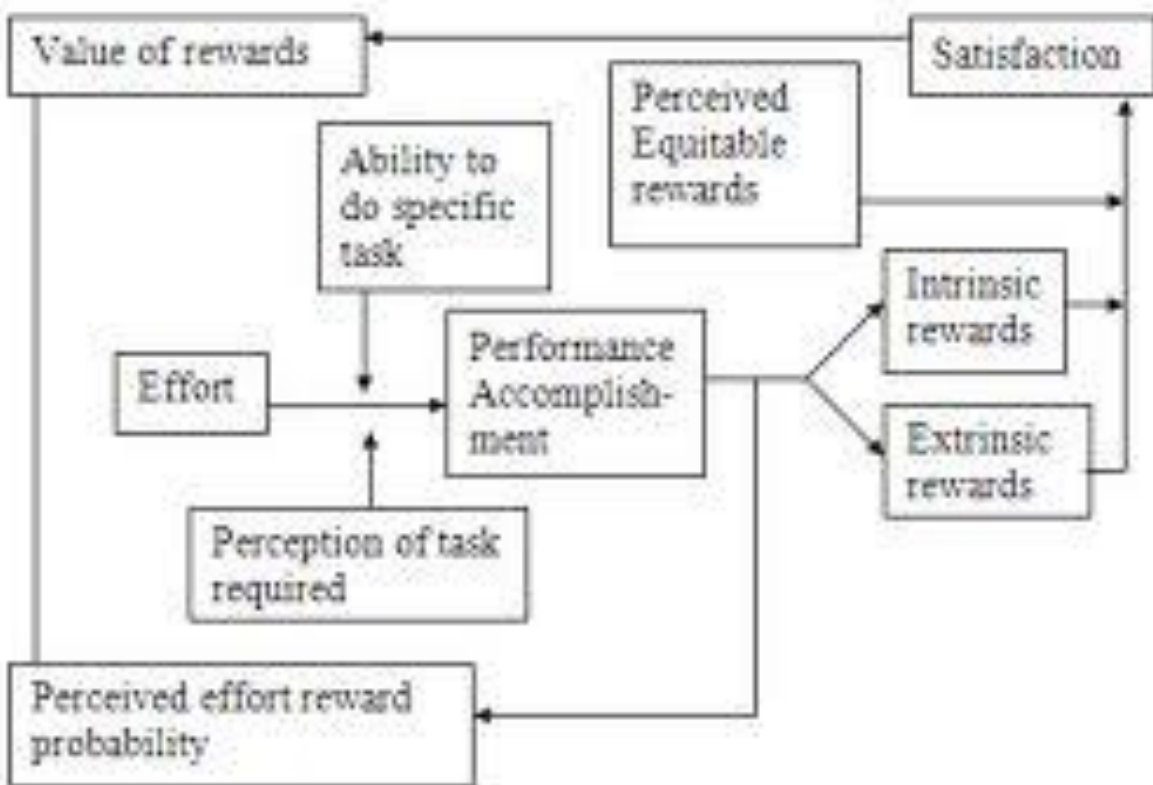 Value of rewards
Satisfaction
Perceived
Equitable
rewards
Ability to
do specific
task
Intrinsic
rewards
Performance
Accomplish-
ment
Effort
Extrinsic
rewards
Perception of task
required
Perceived effort reward
probability